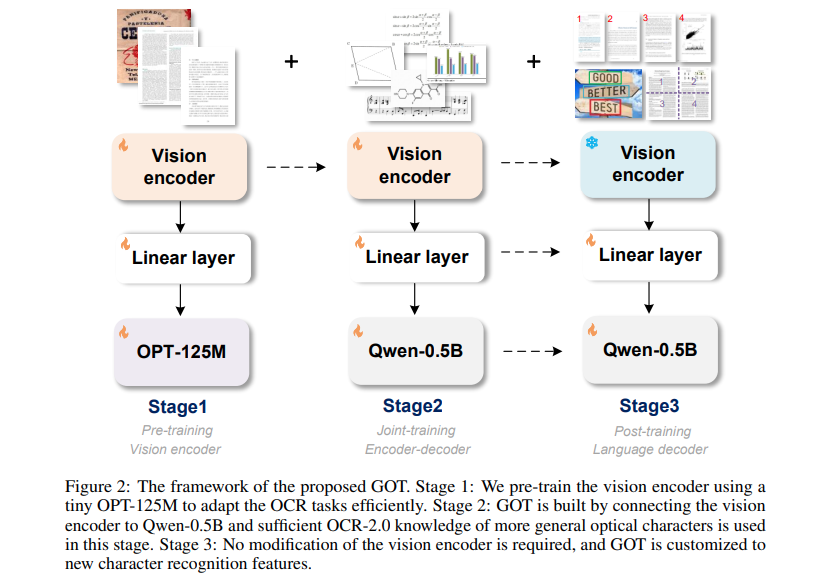 1 2 3 4
GOOD
BETTER
BEST
1 2
3 4
+ +
Vision
encoder
Vision
encoder
Vision
encoder
Linear layer
Linear layer
Linear layer
OPT-125M
Qwen-0.5B
Qwen-0.5B
Stage1
Pre-training
Vision encoder
Stage2
Joint-training
Encoder-decoder
Stage3
Post-training
Language decoder
Figure 2: The framework of the proposed GOT. Stage 1: We pre-train the vision encoder using a
tiny OPT-125M to adapt the OCR tasks efficiently. Stage 2: GOT is built by connecting the vision
encoder to Qwen-0.5B and sufficient OCR-2.0 knowledge of more general optical characters is used
in this stage. Stage 3: No modification of the vision encoder is required, and GOT is customized to
new character recognition features.